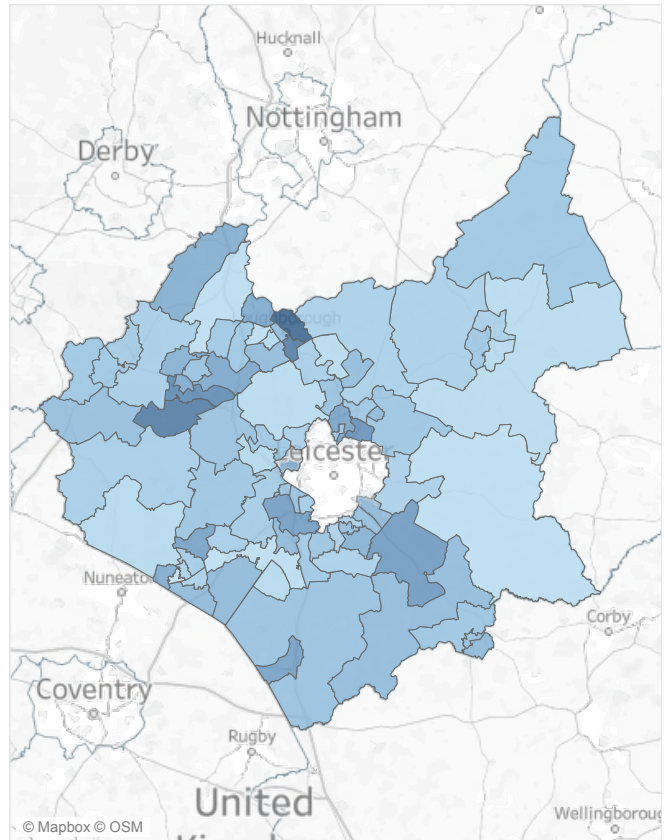 Hucknall
Nottingham
Derby
Leicester
Nuneaton
Corby
Coventry
Rugby
United
Wellingborough
© Mapbox © OSM